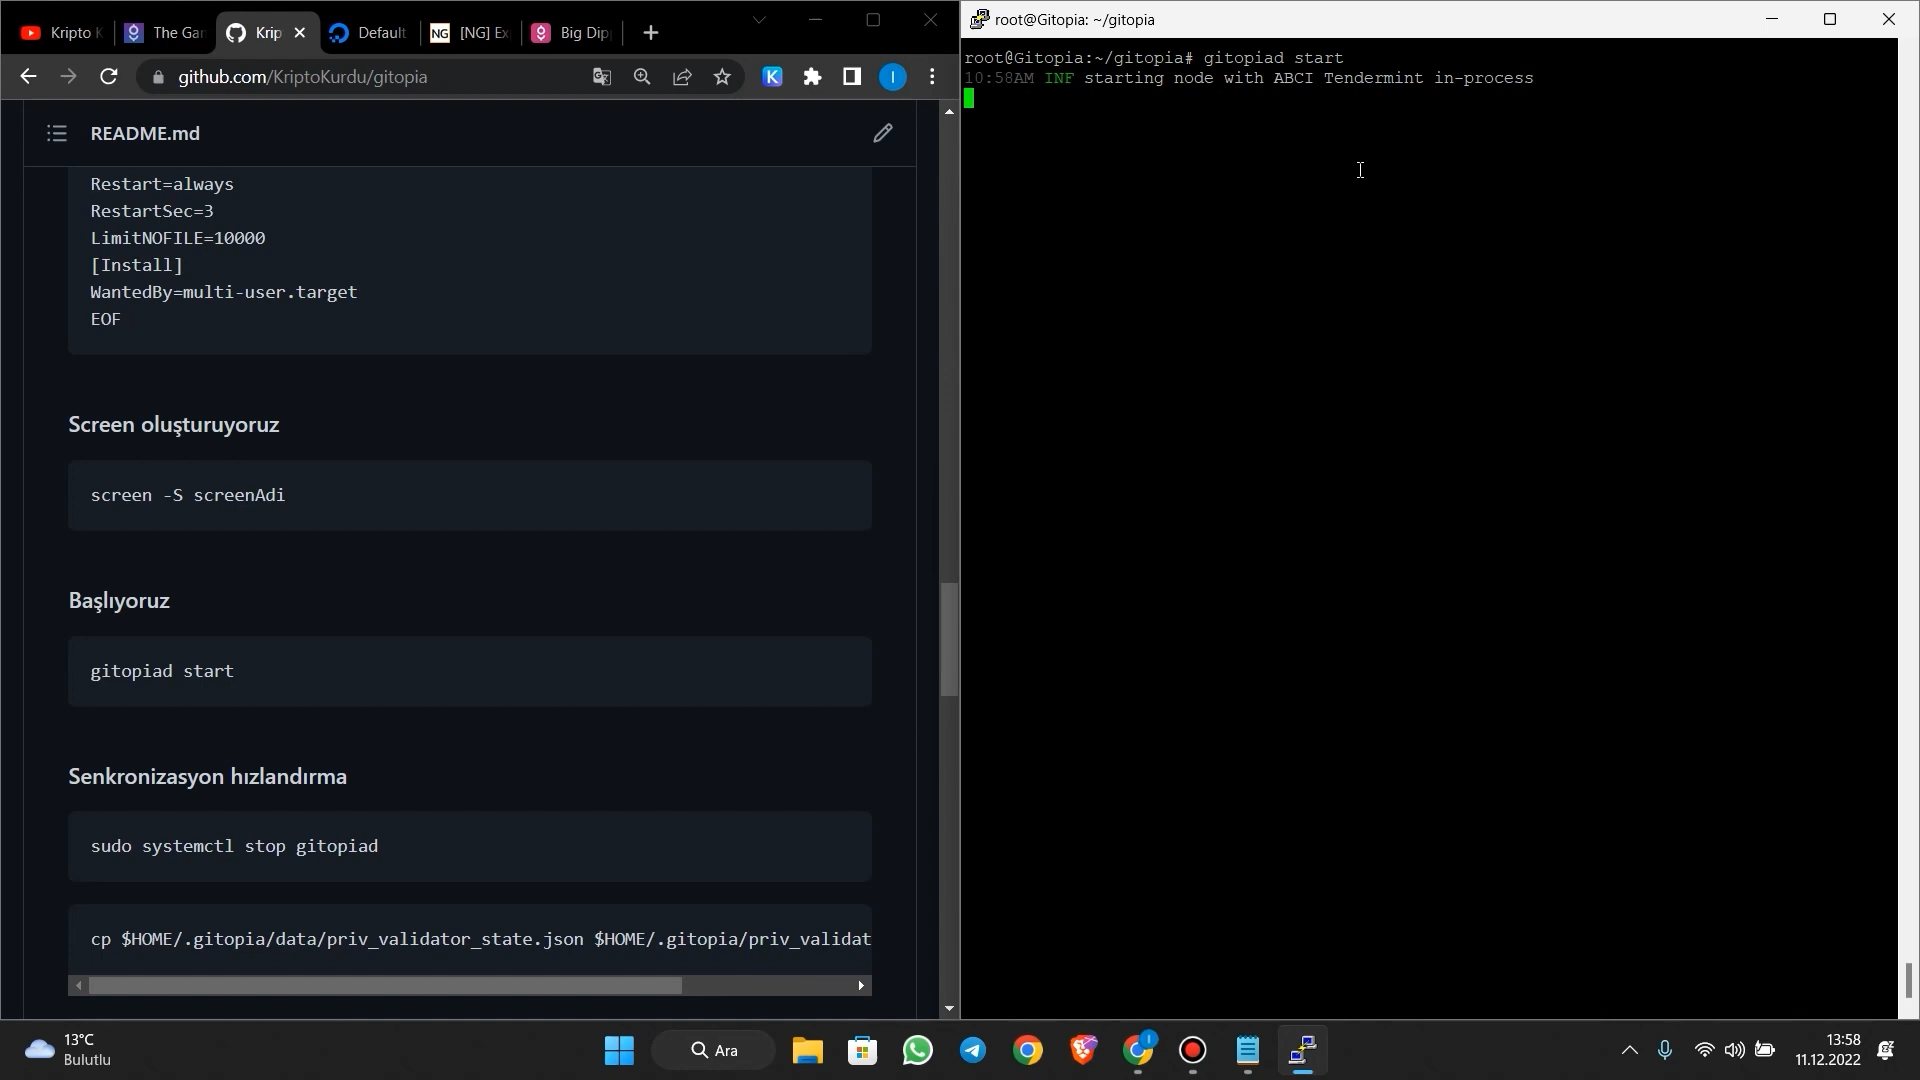 Kripto K
The Gar
Krip
Default
NG
[NG] Ex
Big Dip
root@Gitopia: ~/gitopia
github.com/KriptoKurdu/gitopia
K
I
README.md
Restart=always
RestartSec=3
LimitNOFILE=10000
[Install]
WantedBy=multi-user.target
EOF
Screen oluşturuyoruz
screen -S screenAdi
Başlıyoruz
gitopiad start
Senkronizasyon hızlandırma
sudo systemctl stop gitopiad
cp $HOME/.gitopia/data/priv_validator_state.json $HOME/.gitopia/priv_validat
root@Gitopia:~/gitopia# gitopiad start
10:58AM INF starting node with ABCI Tendermint in-process
13°C
Bulutlu
Ara
13:58
11.12.2022